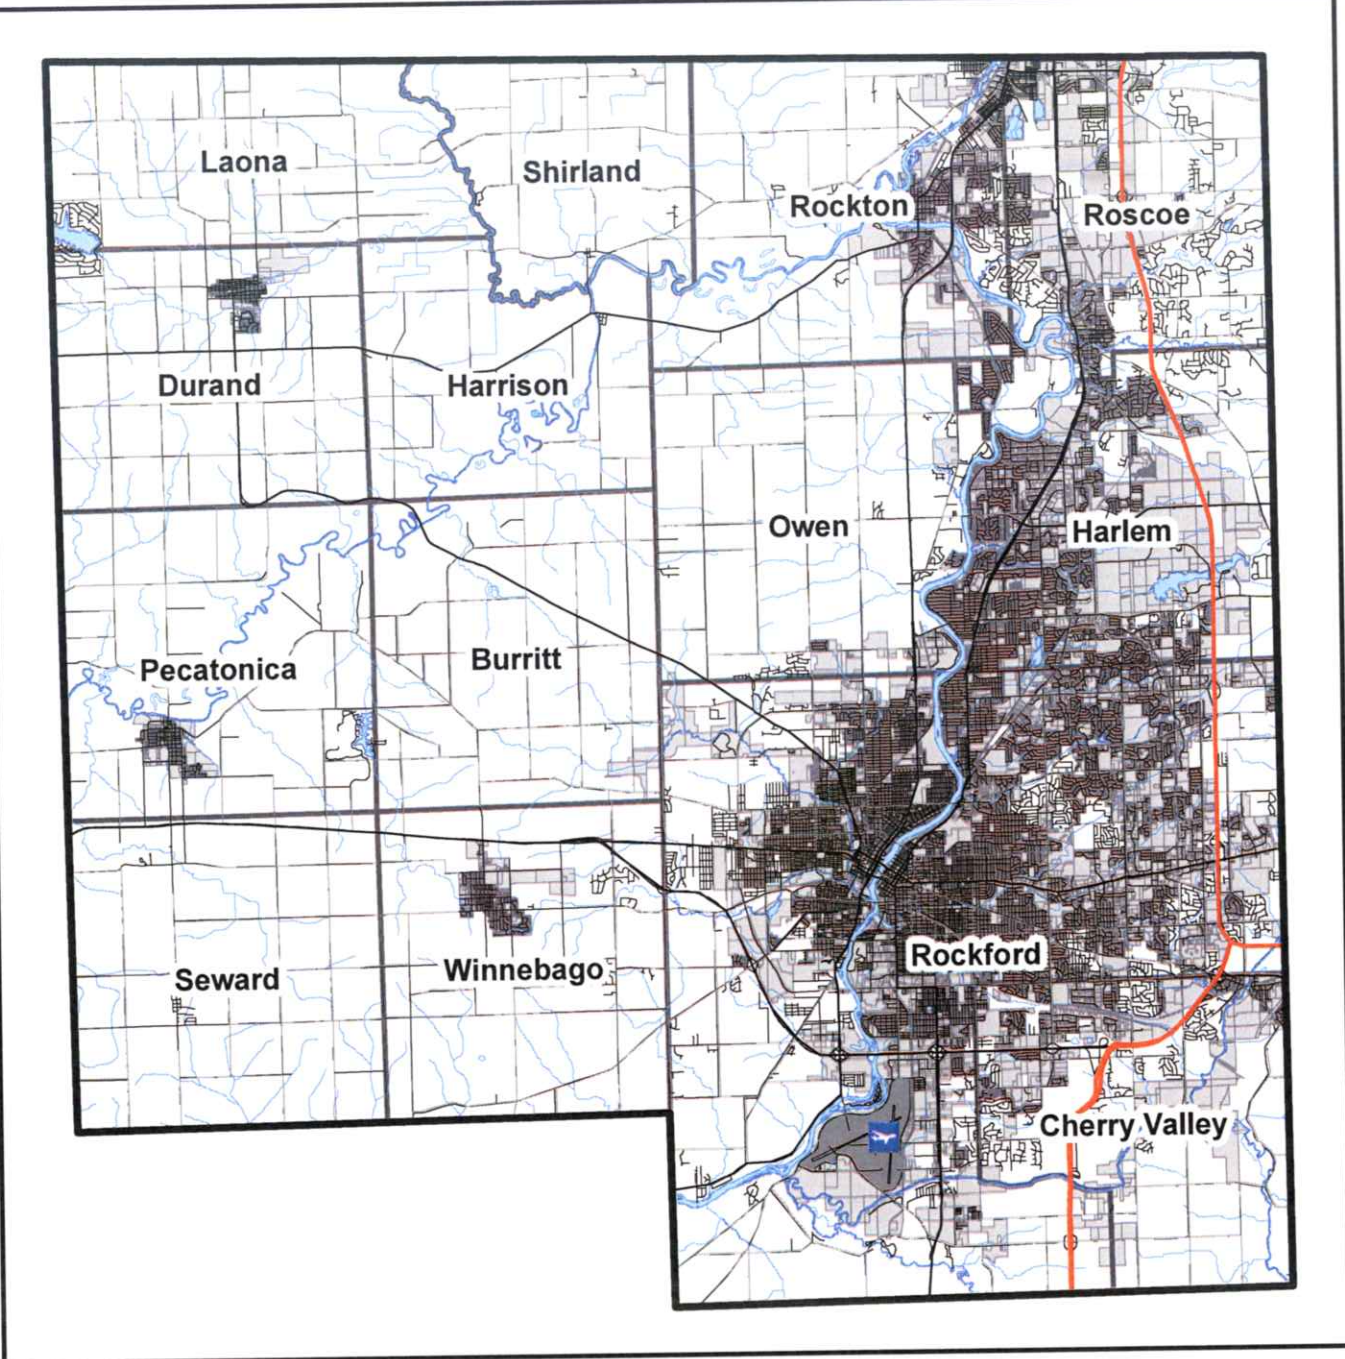 Laona
Shirland
Rockton
Roscoe
Durand
Harrison
Owen
Harlem
Pecatonica
Burritt
Seward
Winnebago
Rockford
Cherry Valley